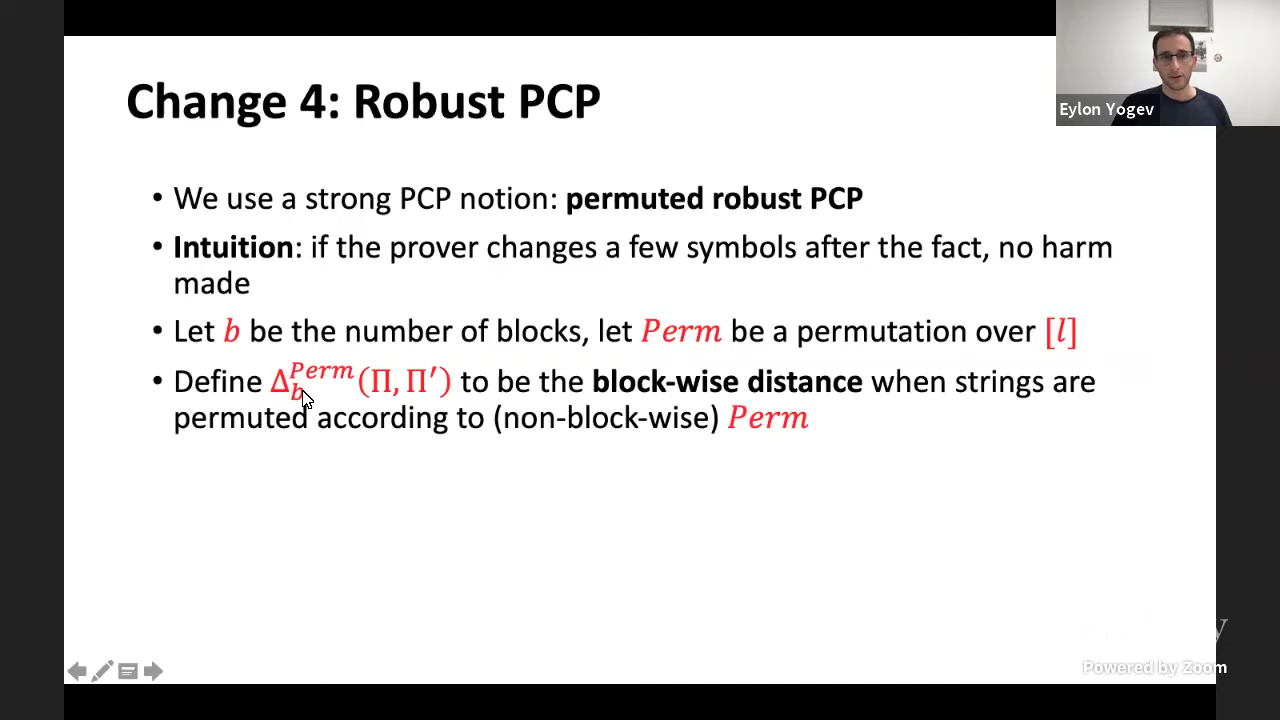 Change 4: Robust PCP
Eylon Yogev
• We use a strong PCP notion: permuted robust PCP
• Intuition: if the prover changes a few symbols after the fact, no harm
made
• Let b be the number of blocks, let Perm be a permutation over [l]
• Define Δ_b^{Perm}(Π, Π′) to be the block-wise distance when strings are
permuted according to (non-block-wise) Perm
Powered by Zoom